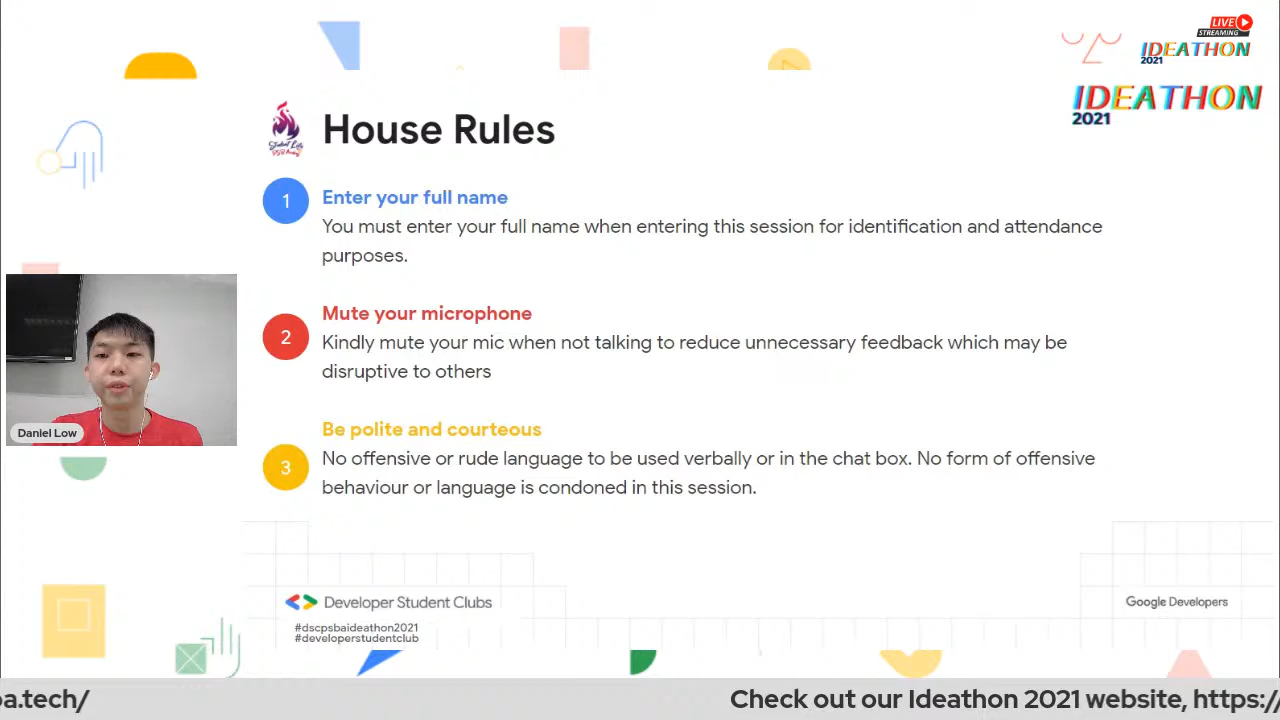 LIVE
STREAMING
IDEATHON
2021
IDEATHON
2021
House Rules
Student Life
PSB Academy
1
Enter your full name
You must enter your full name when entering this session for identification and attendance
purposes.
2
Mute your microphone
Kindly mute your mic when not talking to reduce unnecessary feedback which may be
disruptive to others
Daniel Low
3
Be polite and courteous
No offensive or rude language to be used verbally or in the chat box. No form of offensive
behaviour or language is condoned in this session.
Developer Student Clubs
Google Developers
#dscpsbaideathon2021
#developerstudentclub
oa.tech/
Check out our Ideathon 2021 website, https://